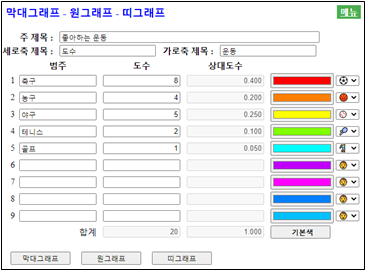 막대그래프 - 원그래프 - 띠그래프 메뉴
주 제목 : 좋아하는 운동
세로축 제목 : 도수 가로축 제목 : 운동
범주 도수 상대도수
1 축구 8 0.400
2 농구 4 0.200
3 야구 5 0.250
4 테니스 2 0.100
5 골프 1 0.050
6
7
8
9
합계 20 1.000 기본색
막대그래프 원그래프 띠그래프